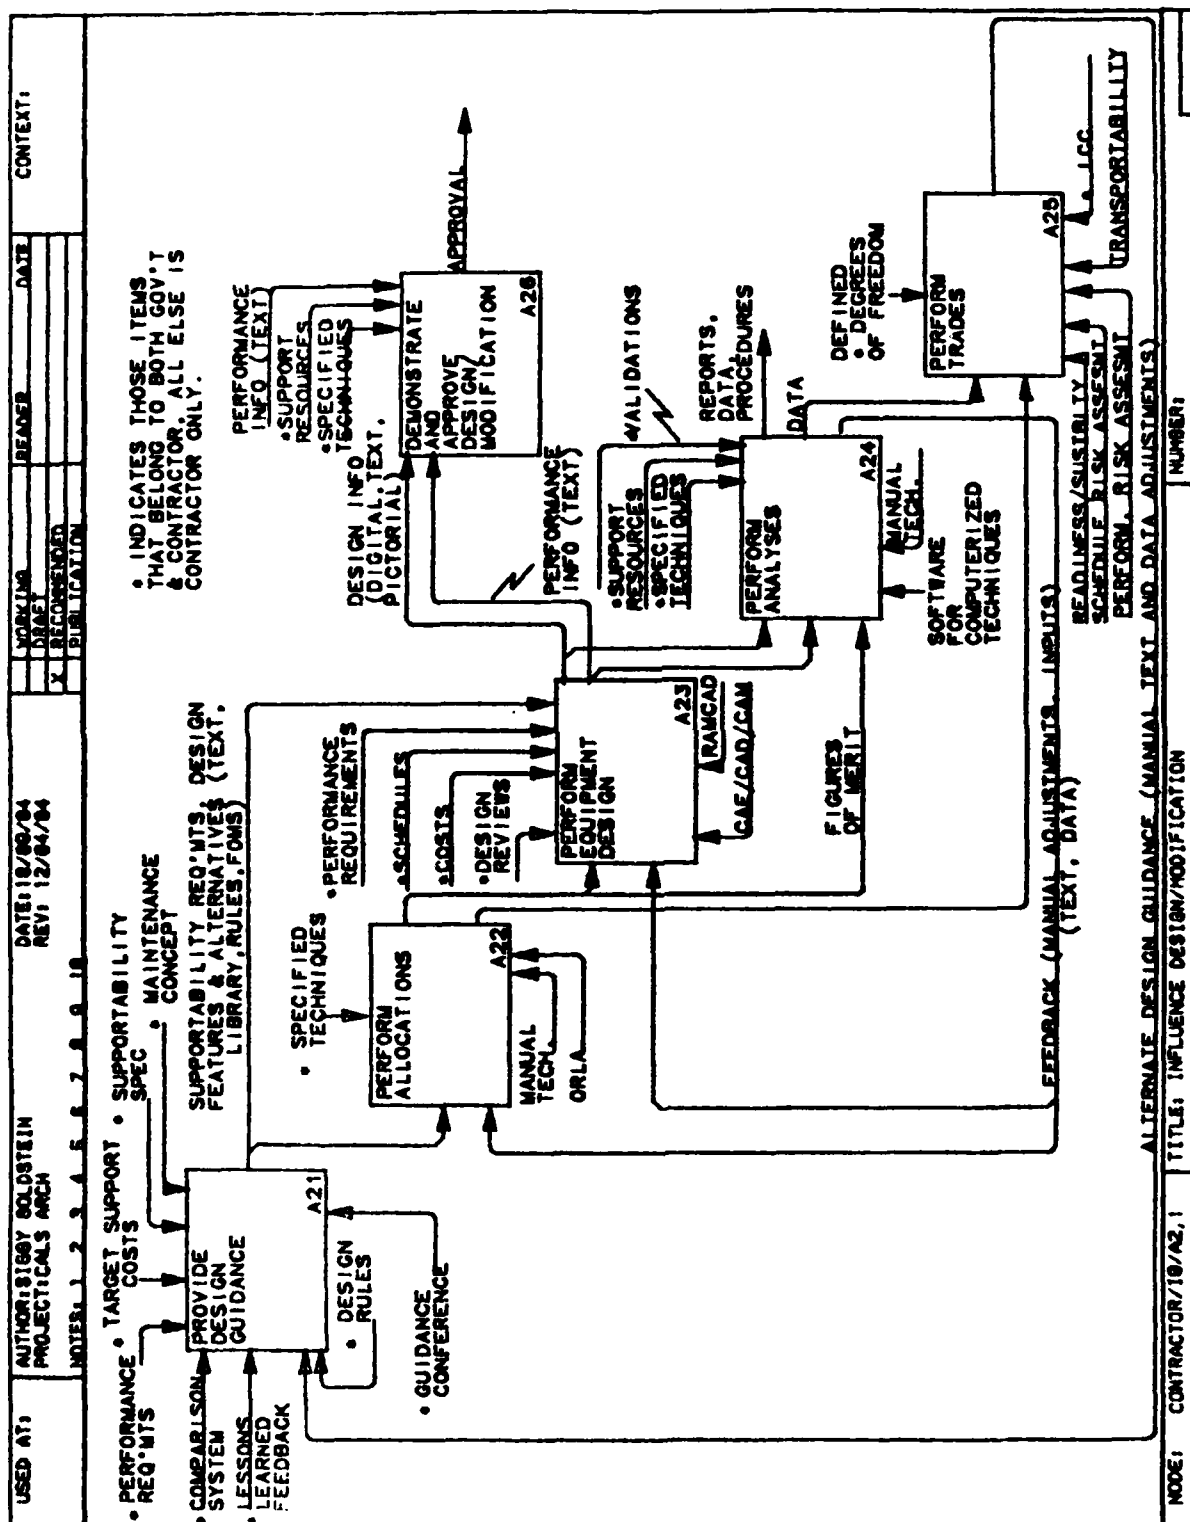 USED AT:
AUTHOR: SIGGY GOLDSTEIN
PROJECT: CALS ARCH
NOTES: 1 2 3 4 5 6 7 8 9 10
DATE: 10/09/84
REV: 12/04/84
WORKING
DRAFT
X RECOMMENDED
PUBLICATION
READER
DATE
CONTEXT:
* PERFORMANCE
REQ'MTS
* TARGET SUPPORT
COSTS
* SUPPORTABILITY
SPEC
* MAINTENANCE
CONCEPT
* COMPARISON
SYSTEM
* LESSONS
LEARNED
FEEDBACK
PROVIDE
DESIGN
GUIDANCE
A21
* DESIGN
RULES
* GUIDANCE
CONFERENCE
SUPPORTABILITY REQ'MTS, DESIGN
FEATURES & ALTERNATIVES (TEXT,
LIBRARY, RULES, FOMS)
* SPECIFIED
TECHNIQUES
PERFORM
ALLOCATIONS
A22
MANUAL
TECH.
ORLA
* PERFORMANCE
REQUIREMENTS
*SCHEDULES
*COSTS
*DESIGN
REVIEWS
PERFORM
EQUIPMENT
DESIGN
A23
RAMCAD
CAE/CAD/CAM
FIGURES
OF MERIT
* INDICATES THOSE ITEMS
THAT BELONG TO BOTH GOV'T
& CONTRACTOR, ALL ELSE IS
CONTRACTOR ONLY.
PERFORMANCE
INFO (TEXT)
*SUPPORT
RESOURCES
*SPECIFIED
TECHNIQUES
DESIGN INFO
(DIGITAL, TEXT,
PICTORIAL)
DEMONSTRATE
AND
APPROVE
DESIGN/
MODIFICATION
A26
APPROVAL
PERFORMANCE
INFO (TEXT)
*SUPPORT
RESOURCES
*SPECIFIED
TECHNIQUES
*VALIDATIONS
PERFORM
ANALYSES
A24
REPORTS,
DATA,
PROCEDURES
DATA
MANUAL
TECH.
SOFTWARE
FOR
COMPUTERIZED
TECHNIQUES
DEFINED
* DEGREES
OF FREEDOM
PERFORM
TRADES
A25
* LCC
TRANSPORTABILITY
READINESS/SUSTBLTY
SCHEDULE RISK ASSESMT
PERFORM. RISK ASSESMT
FEEDBACK (MANUAL ADJUSTMENTS, INPUTS)
(TEXT, DATA)
ALTERNATE DESIGN GUIDANCE (MANUAL TEXT AND DATA ADJUSTMENTS)
NODE: CONTRACTOR/10/A2.1
TITLE: INFLUENCE DESIGN/MODIFICATION
NUMBER: